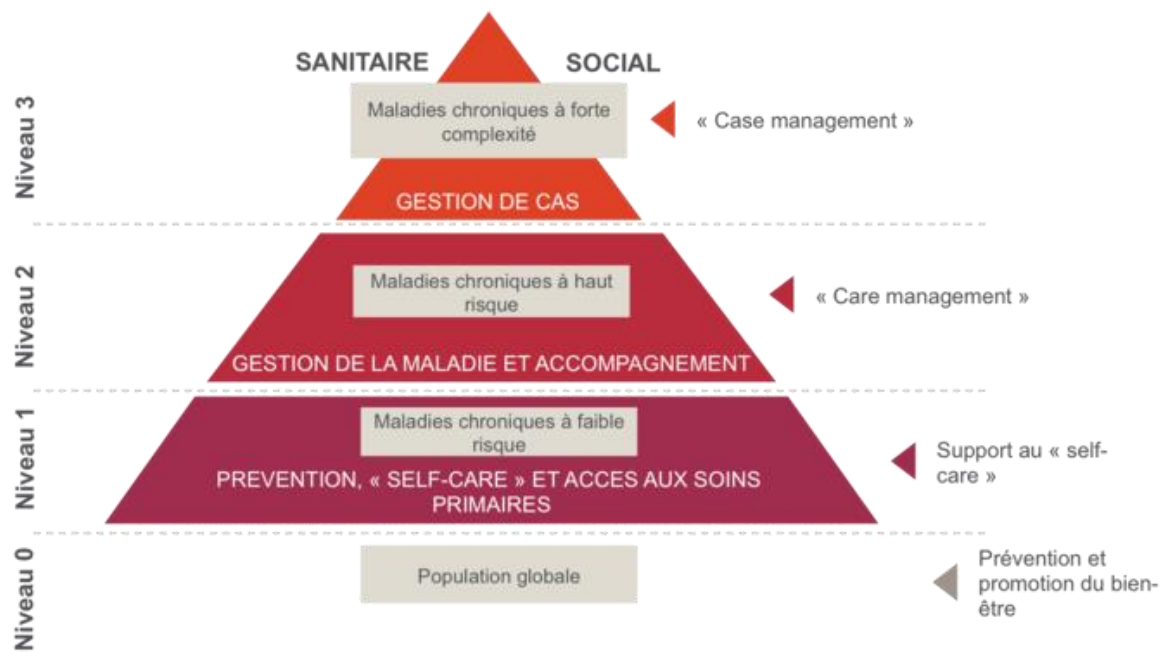 SANITAIRE
SOCIAL
Niveau 3
Maladies chroniques à forte
complexité
« Case management »
GESTION DE CAS
Niveau 2
Maladies chroniques à haut
risque
« Care management »
GESTION DE LA MALADIE ET ACCOMPAGNEMENT
Niveau 1
Maladies chroniques à faible
risque
PREVENTION, « SELF-CARE » ET ACCES AUX SOINS
PRIMAIRES
Support au « self-
care »
Niveau 0
Population globale
Prévention et
promotion du bien-
être